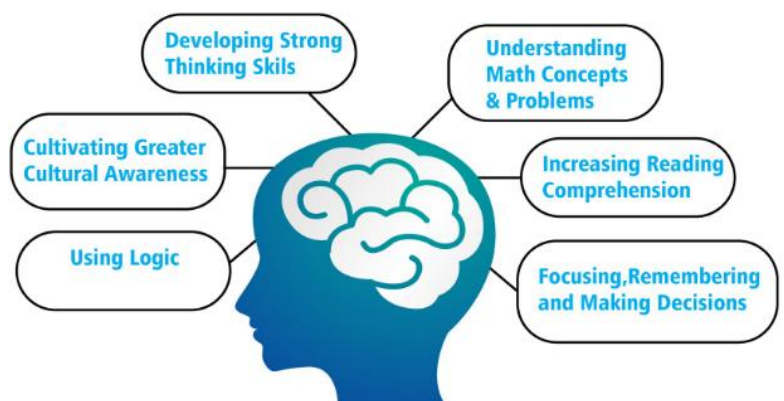 Developing Strong
Thinking Skils
Understanding
Math Concepts
& Problems
Cultivating Greater
Cultural Awareness
Increasing Reading
Comprehension
Using Logic
Focusing,Remembering
and Making Decisions